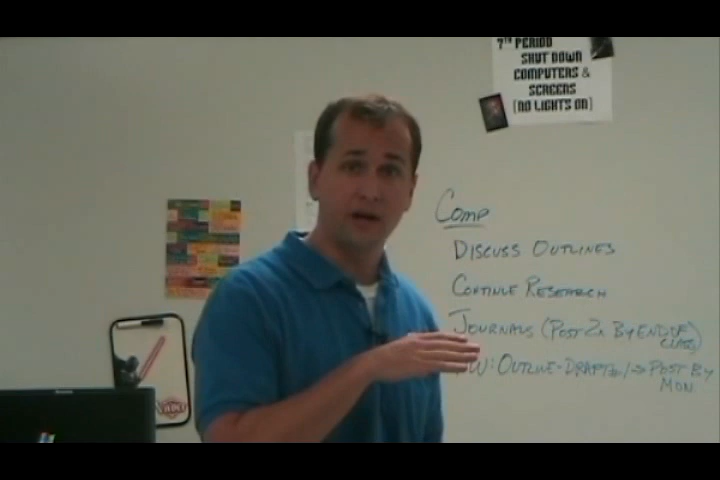 7TH PERIOD
SHUT DOWN
COMPUTERS &
SCREENS
(NO LIGHTS ON)
COMP
DISCUSS OUTLINES
CONTINUE RESEARCH
JOURNALS (POST 2X BY END OF CLASS)
W: OUTLINE - DRAFT → POST BY
MON.